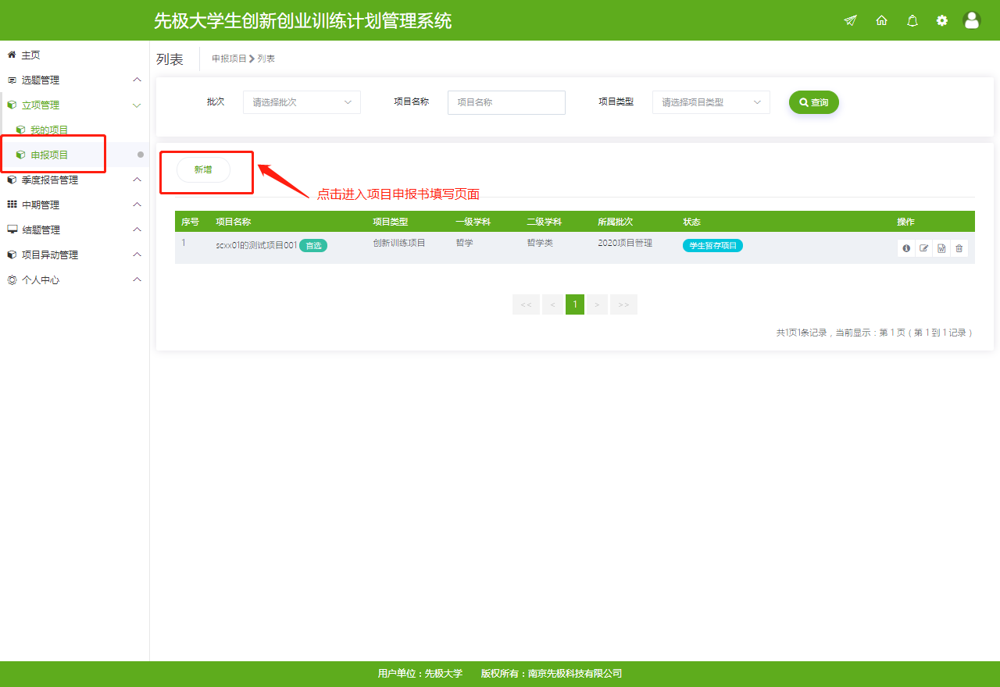 先极大学生创新创业训练计划管理系统
主页
选题管理
立项管理
我的项目
申报项目
季度报告管理
中期管理
结题管理
项目异动管理
个人中心
列表 申报项目 列表
批次 请选择批次 项目名称 项目名称 项目类型 请选择项目类型 查询
新增
点击进入项目申报书填写页面
序号 项目名称 项目类型 一级学科 二级学科 所属批次 状态 操作
1 scxx01的测试项目001 自选 创新训练项目 哲学 哲学类 2020项目管理 学生暂存项目
<< < 1 > >>
共1页1条记录，当前显示：第 1 页（第 1 到 1 记录）
用户单位：先极大学 版权所有：南京先极科技有限公司